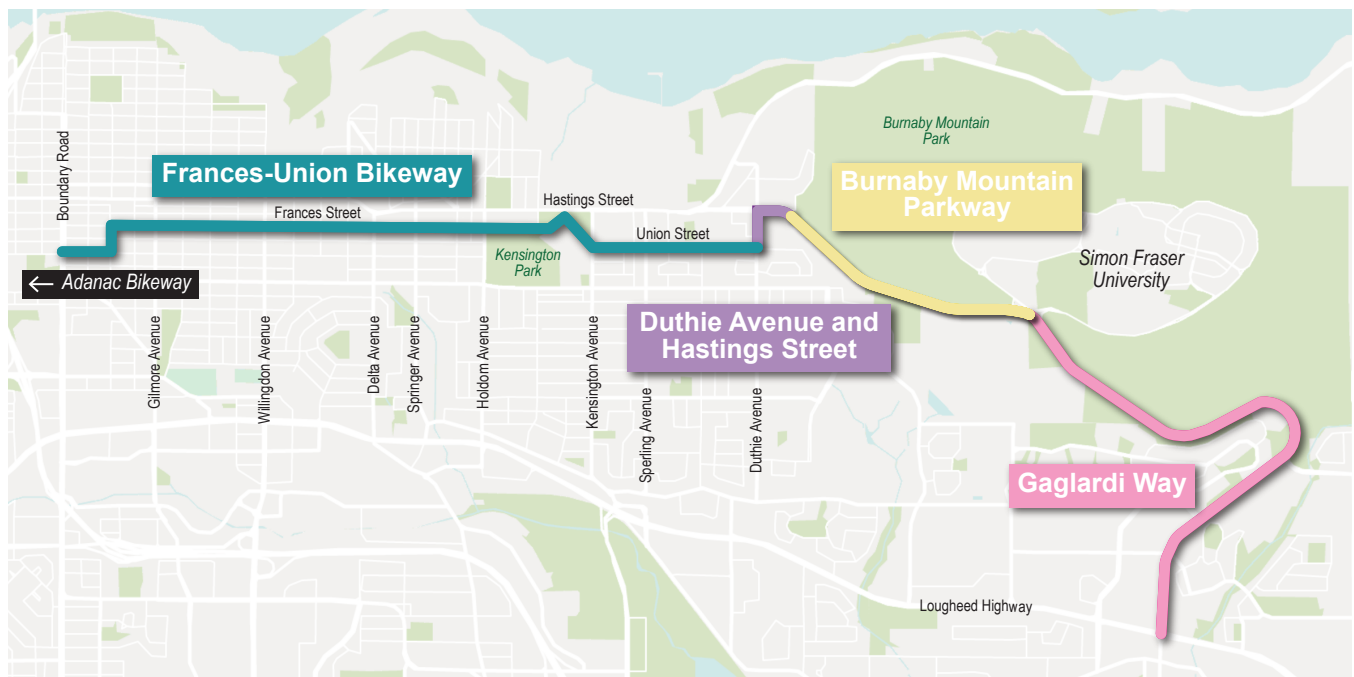 Burnaby Mountain
Park
Boundary Road
Frances-Union Bikeway
Burnaby Mountain
Parkway
Hastings Street
Frances Street
Union Street
Kensington
Park
Simon Fraser
University
← Adanac Bikeway
Duthie Avenue and
Hastings Street
Gilmore Avenue
Willingdon Avenue
Delta Avenue
Springer Avenue
Holdom Avenue
Kensington Avenue
Sperling Avenue
Duthie Avenue
Gaglardi Way
Lougheed Highway